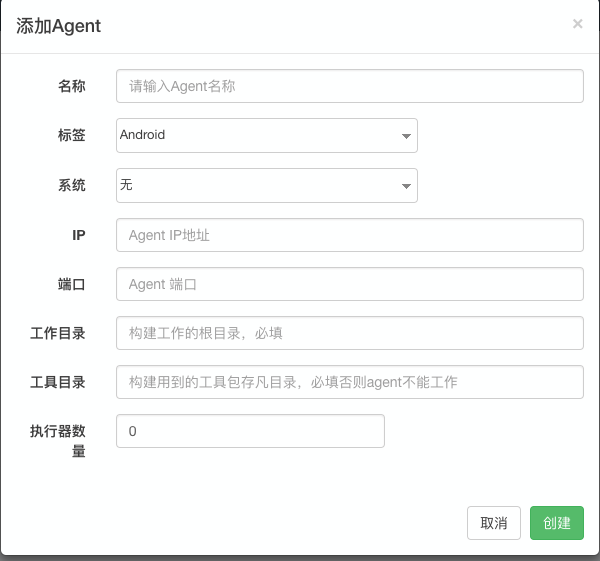 添加Agent ×
名称 请输入Agent名称
标签 Android
系统 无
IP Agent IP地址
端口 Agent 端口
工作目录 构建工作的根目录，必填
工具目录 构建用到的工具包存凡目录，必填否则agent不能工作
执行器数 0
量
取消 创建